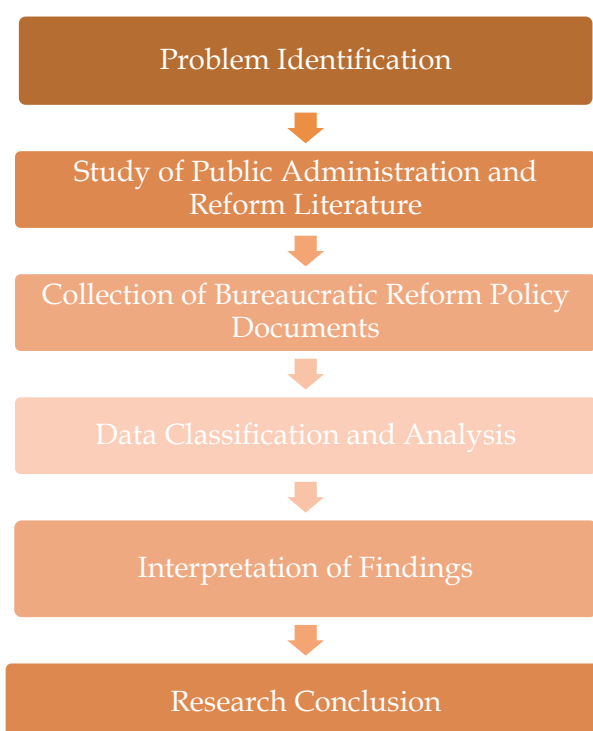 Problem Identification
Study of Public Administration and
Reform Literature
Collection of Bureaucratic Reform Policy
Documents
Data Classification and Analysis
Interpretation of Findings
Research Conclusion